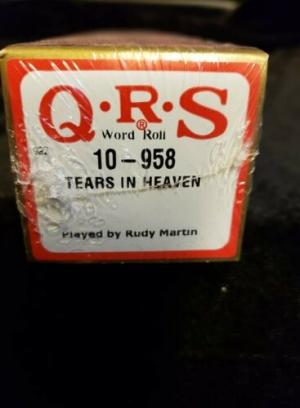 Q·R·S
®
Word Roll
10-958
TEARS IN HEAVEN
Played by Rudy Martin